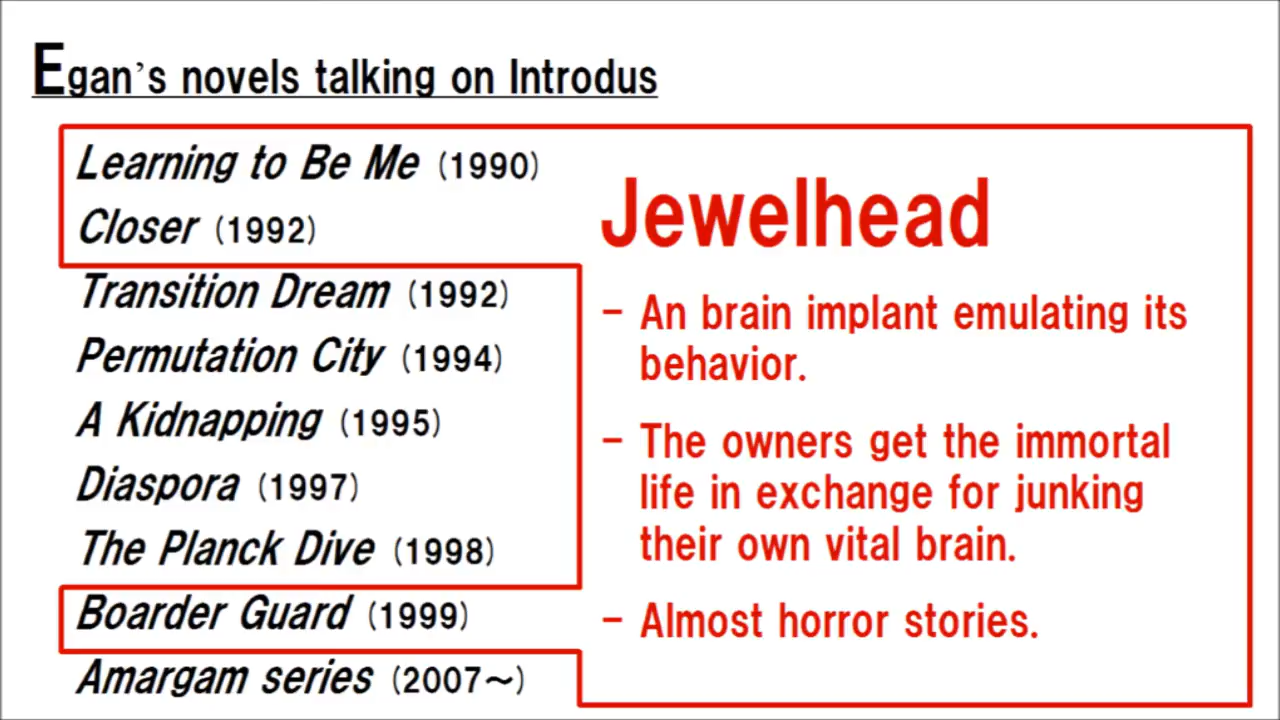 Egan’s novels talking on Introdus
Learning to Be Me (1990)
Closer (1992)
Transition Dream (1992)
Permutation City (1994)
A Kidnapping (1995)
Diaspora (1997)
The Planck Dive (1998)
Boarder Guard (1999)
Amargam series (2007～)
Jewelhead
- An brain implant emulating its
behavior.
- The owners get the immortal
life in exchange for junking
their own vital brain.
- Almost horror stories.